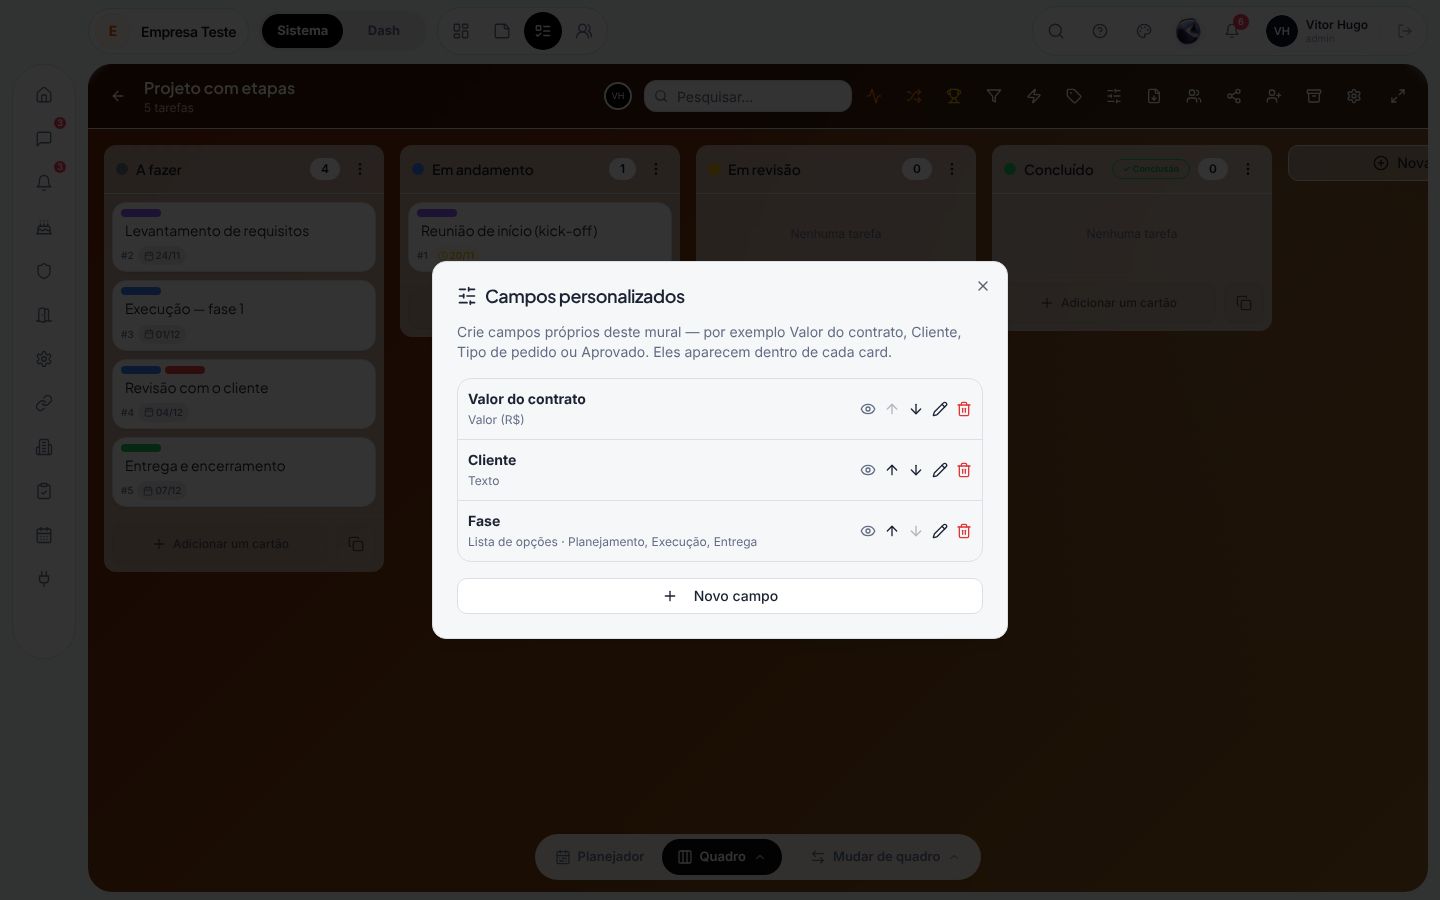 E Empresa Teste
Sistema
Dash
6
VH
Vitor Hugo
admin
3
3
Projeto com etapas
5 tarefas
VH
Pesquisar...
A fazer
4
Em andamento
1
Em revisão
0
Concluído
Conclusão
0
Nova
Levantamento de requisitos
#2 24/11
Execução — fase 1
#3 01/12
Revisão com o cliente
#4 04/12
Entrega e encerramento
#5 07/12
Adicionar um cartão
Reunião de início (kick-off)
#1 20/11
Nenhuma tarefa
Nenhuma tarefa
Adicionar um cartão
Campos personalizados
Crie campos próprios deste mural — por exemplo Valor do contrato, Cliente,
Tipo de pedido ou Aprovado. Eles aparecem dentro de cada card.
Valor do contrato
Valor (R$)
Cliente
Texto
Fase
Lista de opções · Planejamento, Execução, Entrega
Novo campo
Planejador
Quadro
Mudar de quadro